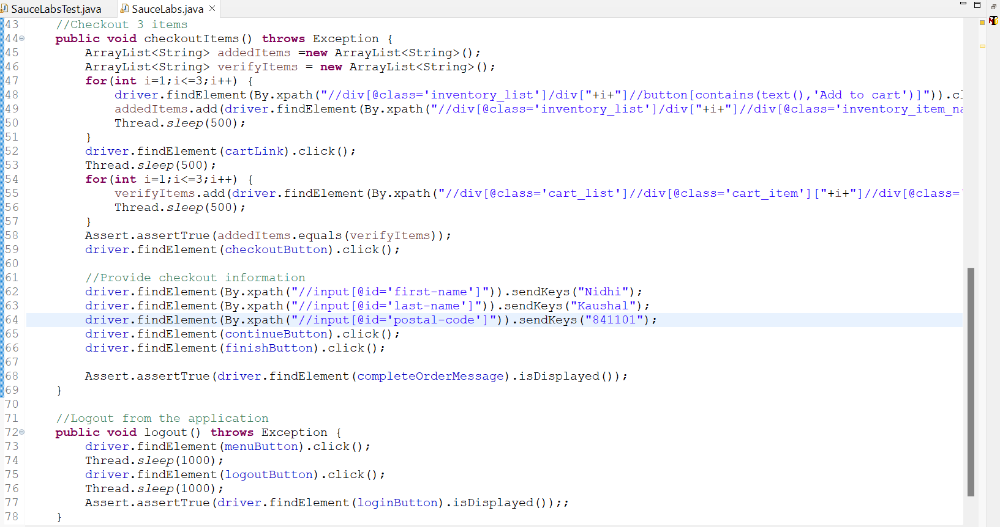 SauceLabsTest.java SauceLabs.java
43 //Checkout 3 items
44 public void checkoutItems() throws Exception {
45 ArrayList<String> addedItems =new ArrayList<String>();
46 ArrayList<String> verifyItems = new ArrayList<String>();
47 for(int i=1;i<=3;i++) {
48 driver.findElement(By.xpath("//div[@class='inventory_list']/div["+i+"]//button[contains(text(),'Add to cart')]")).cl
49 addedItems.add(driver.findElement(By.xpath("//div[@class='inventory_list']/div["+i+"]//div[@class='inventory_item_na
50 Thread.sleep(500);
51 }
52 driver.findElement(cartLink).click();
53 Thread.sleep(500);
54 for(int i=1;i<=3;i++) {
55 verifyItems.add(driver.findElement(By.xpath("//div[@class='cart_list']//div[@class='cart_item']["+i+"]//div[@class='
56 Thread.sleep(500);
57 }
58 Assert.assertTrue(addedItems.equals(verifyItems));
59 driver.findElement(checkoutButton).click();
60
61 //Provide checkout information
62 driver.findElement(By.xpath("//input[@id='first-name']")).sendKeys("Nidhi");
63 driver.findElement(By.xpath("//input[@id='last-name']")).sendKeys("Kaushal");
64 driver.findElement(By.xpath("//input[@id='postal-code']")).sendKeys("841101");
65 driver.findElement(continueButton).click();
66 driver.findElement(finishButton).click();
67
68 Assert.assertTrue(driver.findElement(completeOrderMessage).isDisplayed());
69 }
70
71 //Logout from the application
72 public void logout() throws Exception {
73 driver.findElement(menuButton).click();
74 Thread.sleep(1000);
75 driver.findElement(logoutButton).click();
76 Thread.sleep(1000);
77 Assert.assertTrue(driver.findElement(loginButton).isDisplayed());;
78 }